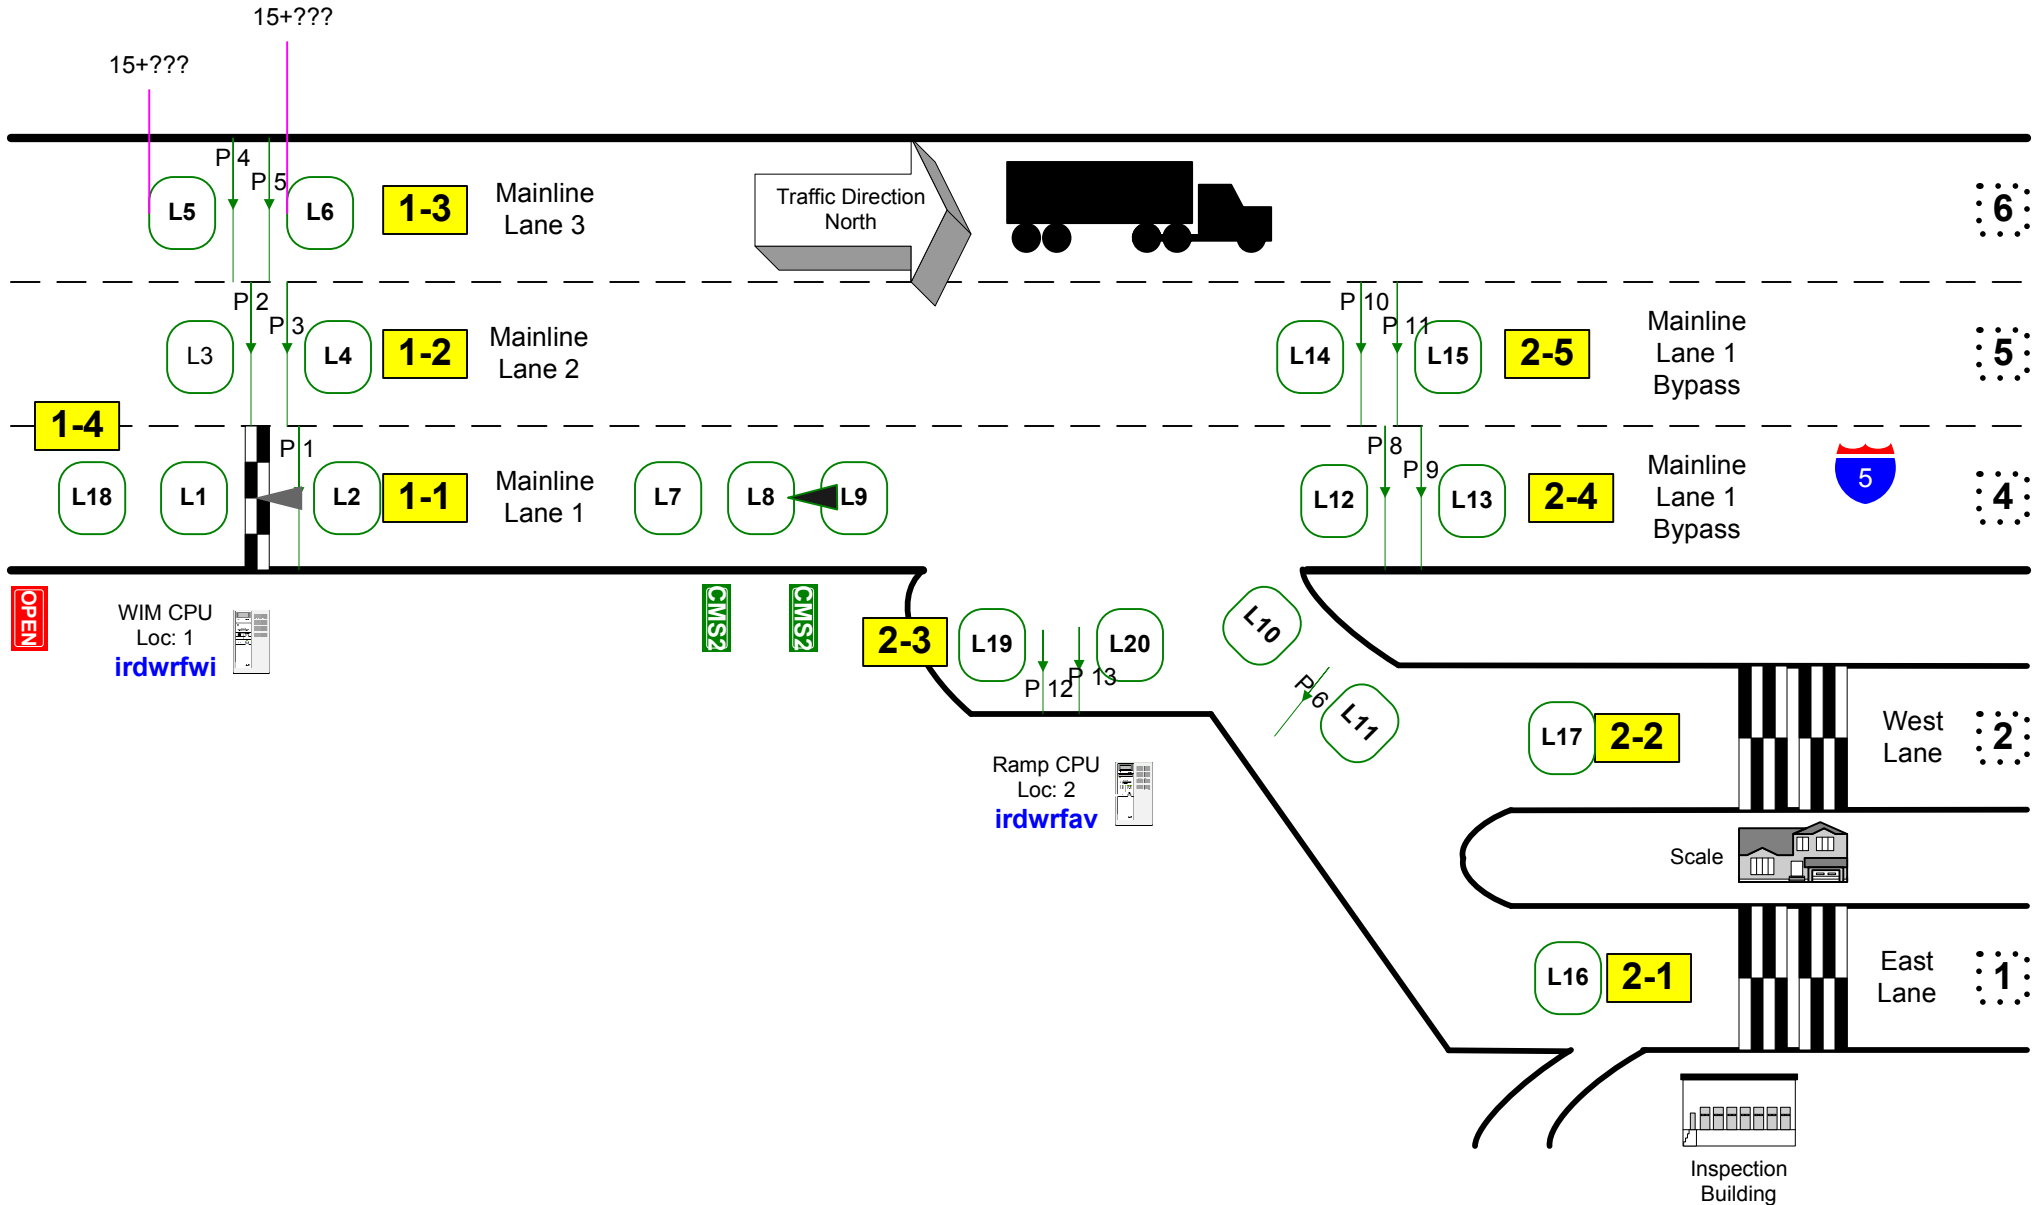 15+???
15+???
P 4
P 5
L5
L6
1-3
Mainline
Lane 3
Traffic Direction
North
6
P 2
P 3
L3
L4
1-2
Mainline
Lane 2
P 10
P 11
L14
L15
2-5
Mainline
Lane 1
Bypass
5
1-4
P 1
L18
L1
L2
1-1
Mainline
Lane 1
L7
L8
L9
P 8
P 9
L12
L13
2-4
Mainline
Lane 1
Bypass
5
4
OPEN
WIM CPU
Loc: 1
irdwrfwi
CMS2
CMS2
2-3
L19
L20
P 12
P 13
L10
P 6
L11
Ramp CPU
Loc: 2
irdwrfav
L17
2-2
West
Lane
2
Scale
L16
2-1
East
Lane
1
Inspection
Building